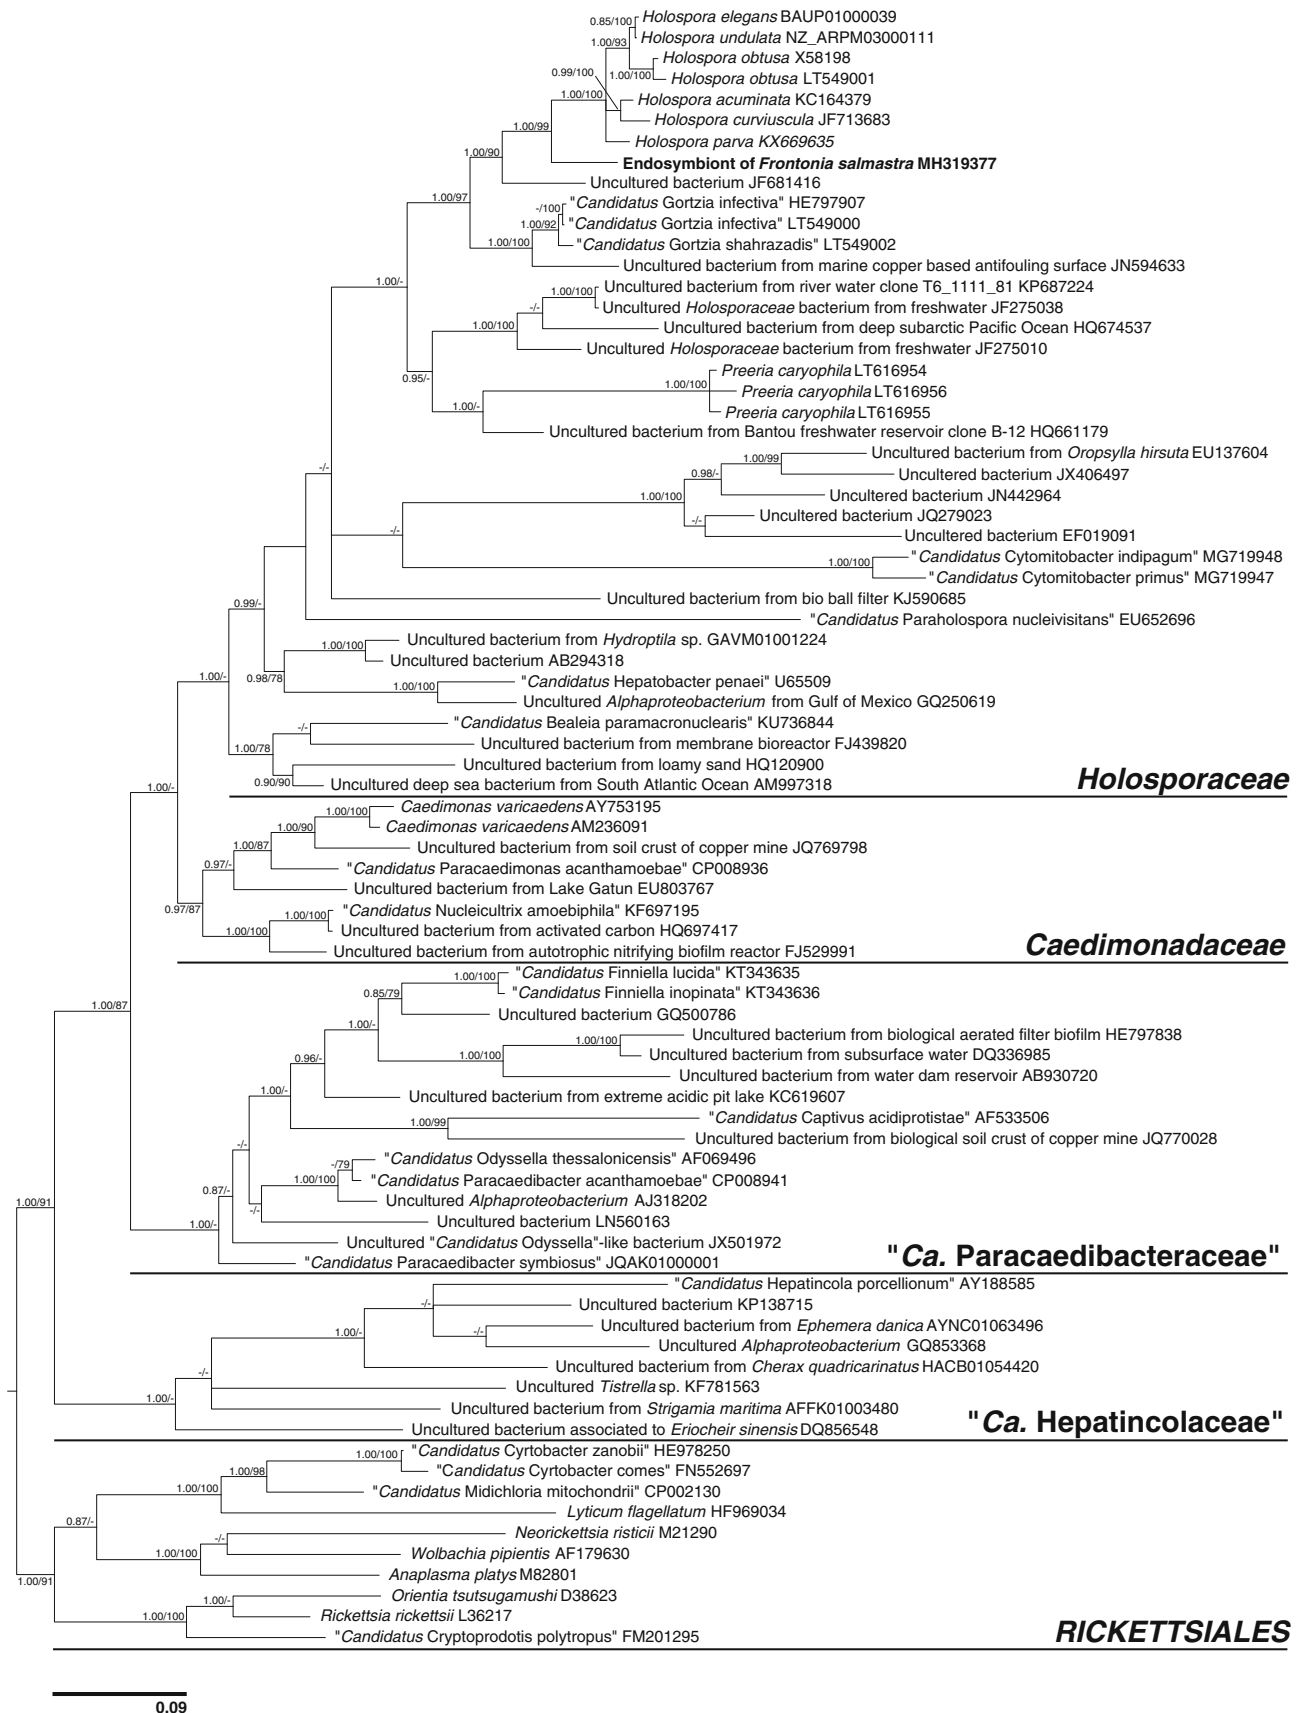 0.85/100
Holospora elegans BAUP01000039
1.00/93
Holospora undulata NZ_ARPM03000111
Holospora obtusa X58198
0.99/100
1.00/100
Holospora obtusa LT549001
1.00/100
Holospora acuminata KC164379
Holospora curviuscula JF713683
1.00/99
Holospora parva KX669635
1.00/90
Endosymbiont of Frontonia salmastra MH319377
Uncultured bacterium JF681416
1.00/97
-/100
"Candidatus Gortzia infectiva" HE797907
1.00/92
"Candidatus Gortzia infectiva" LT549000
1.00/100
"Candidatus Gortzia shahrazadis" LT549002
Uncultured bacterium from marine copper based antifouling surface JN594633
1.00/-
1.00/100
Uncultured bacterium from river water clone T6_1111_81 KP687224
-/-
Uncultured Holosporaceae bacterium from freshwater JF275038
1.00/100
Uncultured bacterium from deep subarctic Pacific Ocean HQ674537
Uncultured Holosporaceae bacterium from freshwater JF275010
0.95/-
Preeria caryophila LT616954
1.00/100
Preeria caryophila LT616956
1.00/-
Preeria caryophila LT616955
Uncultured bacterium from Bantou freshwater reservoir clone B-12 HQ661179
-/-
1.00/99
Uncultured bacterium from Oropsylla hirsuta EU137604
0.98/-
Uncultered bacterium JX406497
1.00/100
Uncultered bacterium JN442964
-/-
Uncultered bacterium JQ279023
-/-
Uncultered bacterium EF019091
1.00/100
"Candidatus Cytomitobacter indipagum" MG719948
"Candidatus Cytomitobacter primus" MG719947
0.99/-
Uncultured bacterium from bio ball filter KJ590685
"Candidatus Paraholospora nucleivisitans" EU652696
1.00/100
Uncultured bacterium from Hydroptila sp. GAVM01001224
Uncultured bacterium AB294318
1.00/-
0.98/78
1.00/100
"Candidatus Hepatobacter penaei" U65509
Uncultured Alphaproteobacterium from Gulf of Mexico GQ250619
-/-
"Candidatus Bealeia paramacronuclearis" KU736844
1.00/78
Uncultured bacterium from membrane bioreactor FJ439820
Uncultured bacterium from loamy sand HQ120900
0.90/90
Uncultured deep sea bacterium from South Atlantic Ocean AM997318
Holosporaceae
1.00/-
1.00/100
Caedimonas varicaedens AY753195
1.00/90
Caedimonas varicaedens AM236091
1.00/87
Uncultured bacterium from soil crust of copper mine JQ769798
0.97/-
"Candidatus Paracaedimonas acanthamoebae" CP008936
Uncultured bacterium from Lake Gatun EU803767
0.97/87
1.00/100
"Candidatus Nucleicultrix amoebiphila" KF697195
1.00/100
Uncultured bacterium from activated carbon HQ697417
Uncultured bacterium from autotrophic nitrifying biofilm reactor FJ529991
Caedimonadaceae
1.00/87
1.00/100
"Candidatus Finniella lucida" KT343635
0.85/79
"Candidatus Finniella inopinata" KT343636
Uncultured bacterium GQ500786
1.00/-
1.00/100
Uncultured bacterium from biological aerated filter biofilm HE797838
1.00/100
Uncultured bacterium from subsurface water DQ336985
0.96/-
Uncultured bacterium from water dam reservoir AB930720
1.00/-
Uncultured bacterium from extreme acidic pit lake KC619607
1.00/99
"Candidatus Captivus acidiprotistae" AF533506
Uncultured bacterium from biological soil crust of copper mine JQ770028
-/-
-/79
"Candidatus Odyssella thessalonicensis" AF069496
1.00/100
"Candidatus Paracaedibacter acanthamoebae" CP008941
0.87/-
Uncultured Alphaproteobacterium AJ318202
-/-
Uncultured bacterium LN560163
1.00/-
Uncultured "Candidatus Odyssella"-like bacterium JX501972
"Candidatus Paracaedibacter symbiosus" JQAK01000001
"Ca. Paracaedibacteraceae"
1.00/91
"Candidatus Hepatincola porcellionum" AY188585
-/-
Uncultured bacterium KP138715
1.00/-
-/-
Uncultured bacterium from Ephemera danica AYNC01063496
Uncultured Alphaproteobacterium GQ853368
Uncultured bacterium from Cherax quadricarinatus HACB01054420
-/-
Uncultured Tistrella sp. KF781563
1.00/-
Uncultured bacterium from Strigamia maritima AFFK01003480
Uncultured bacterium associated to Eriocheir sinensis DQ856548
"Ca. Hepatincolaceae"
1.00/100
"Candidatus Cyrtobacter zanobii" HE978250
1.00/98
"Candidatus Cyrtobacter comes" FN552697
1.00/100
"Candidatus Midichloria mitochondrii" CP002130
Lyticum flagellatum HF969034
0.87/-
-/-
Neorickettsia risticii M21290
1.00/100
Wolbachia pipientis AF179630
Anaplasma platys M82801
1.00/91
1.00/-
Orientia tsutsugamushi D38623
1.00/100
Rickettsia rickettsii L36217
"Candidatus Cryptoprodotis polytropus" FM201295
RICKETTSIALES
0.09